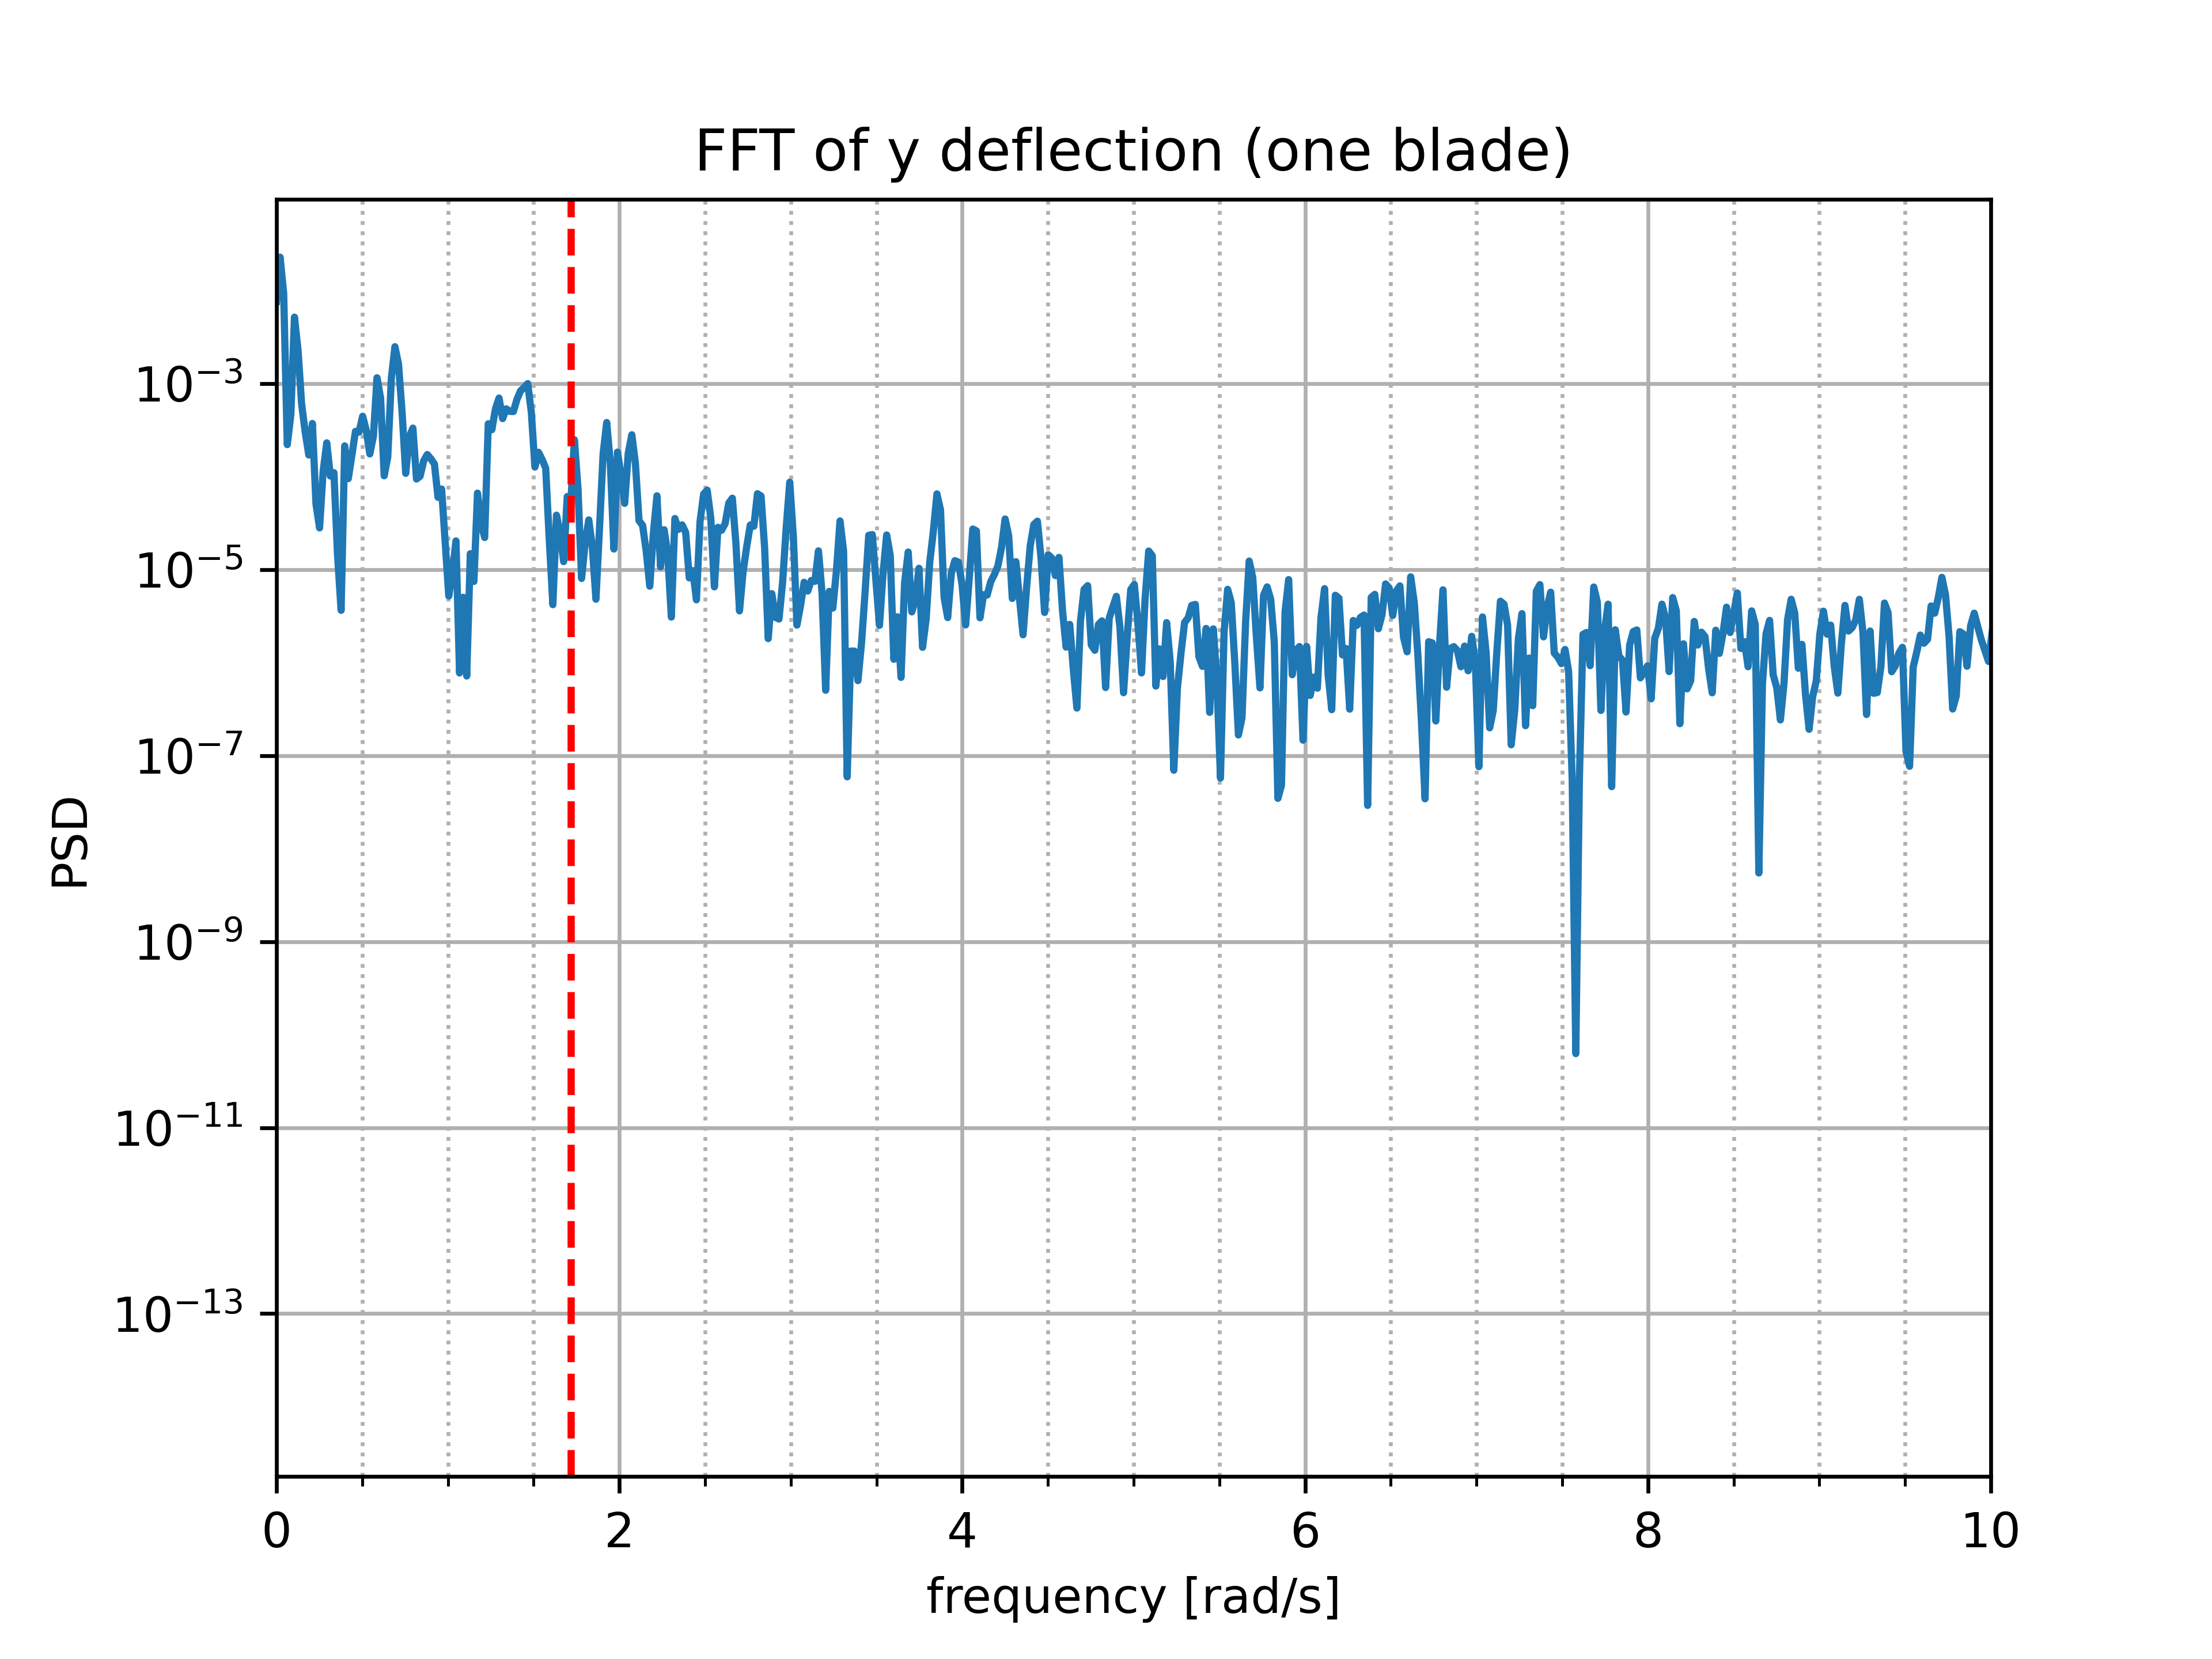 FFT of y deflection (one blade)
PSD
10⁻³
10⁻⁵
10⁻⁷
10⁻⁹
10⁻¹¹
10⁻¹³
0 2 4 6 8 10
frequency [rad/s]